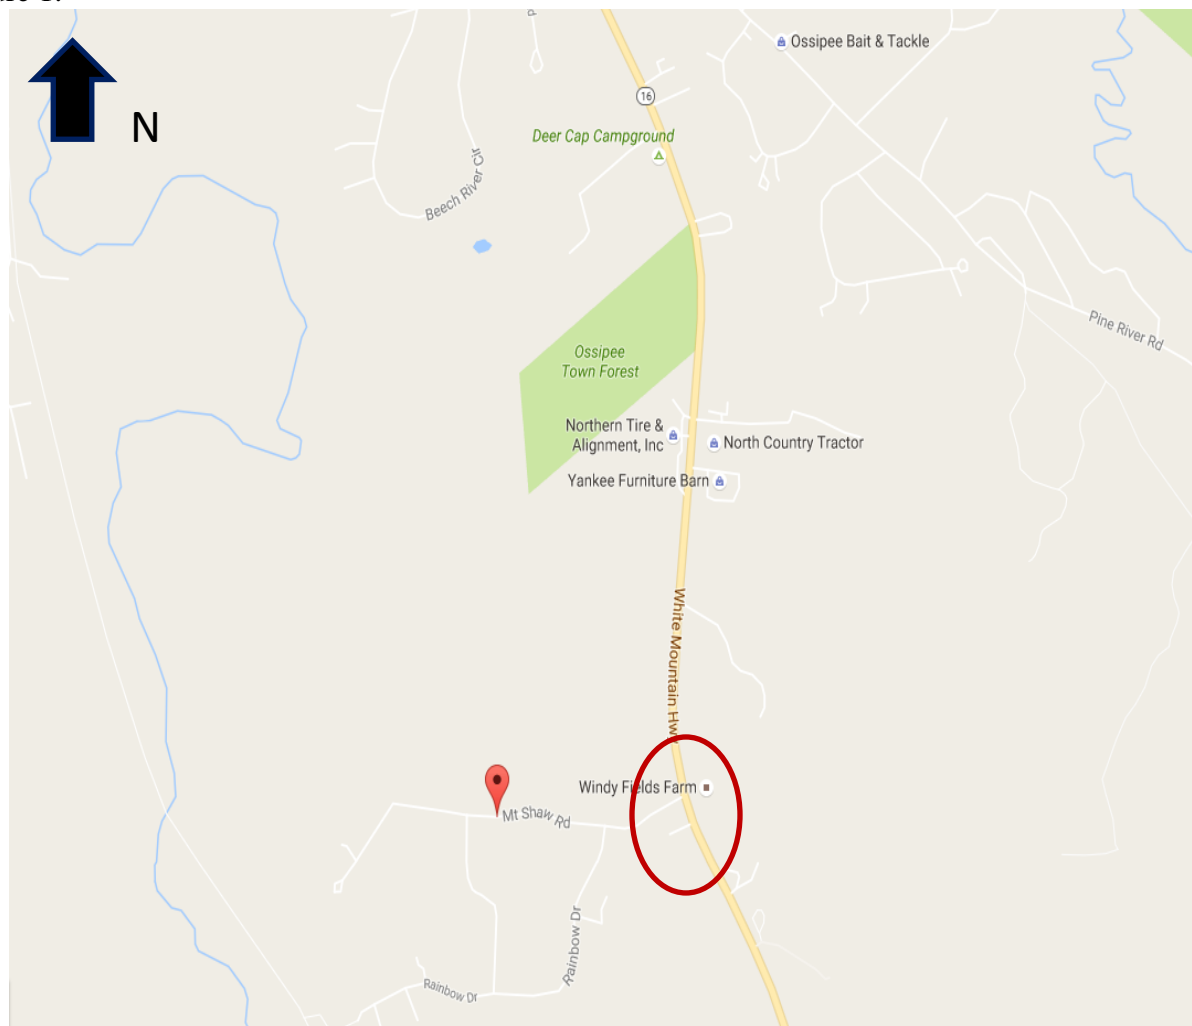 Ossipee Bait & Tackle
N
16
Deer Cap Campground
Beech River Cir
Pine River Rd
Ossipee
Town Forest
Northern Tire &
Alignment, Inc
North Country Tractor
Yankee Furniture Barn
White Mountain Hwy
Windy Fields Farm
Mt Shaw Rd
Rainbow Dr
Rainbow Dr